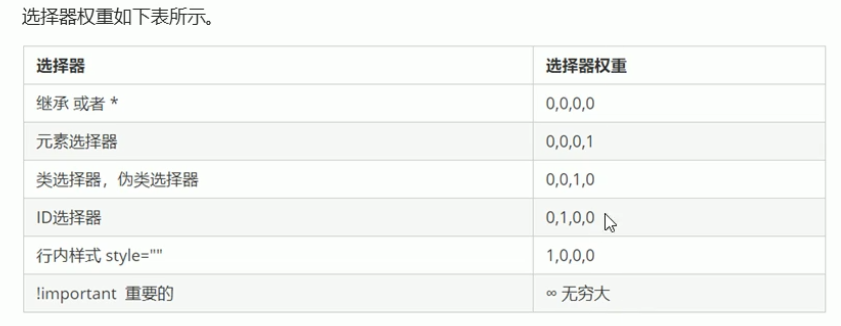 选择器权重如下表所示。
选择器 选择器权重
继承 或者 * 0,0,0,0
元素选择器 0,0,0,1
类选择器，伪类选择器 0,0,1,0
ID选择器 0,1,0,0
行内样式 style="" 1,0,0,0
!important 重要的 ∞ 无穷大